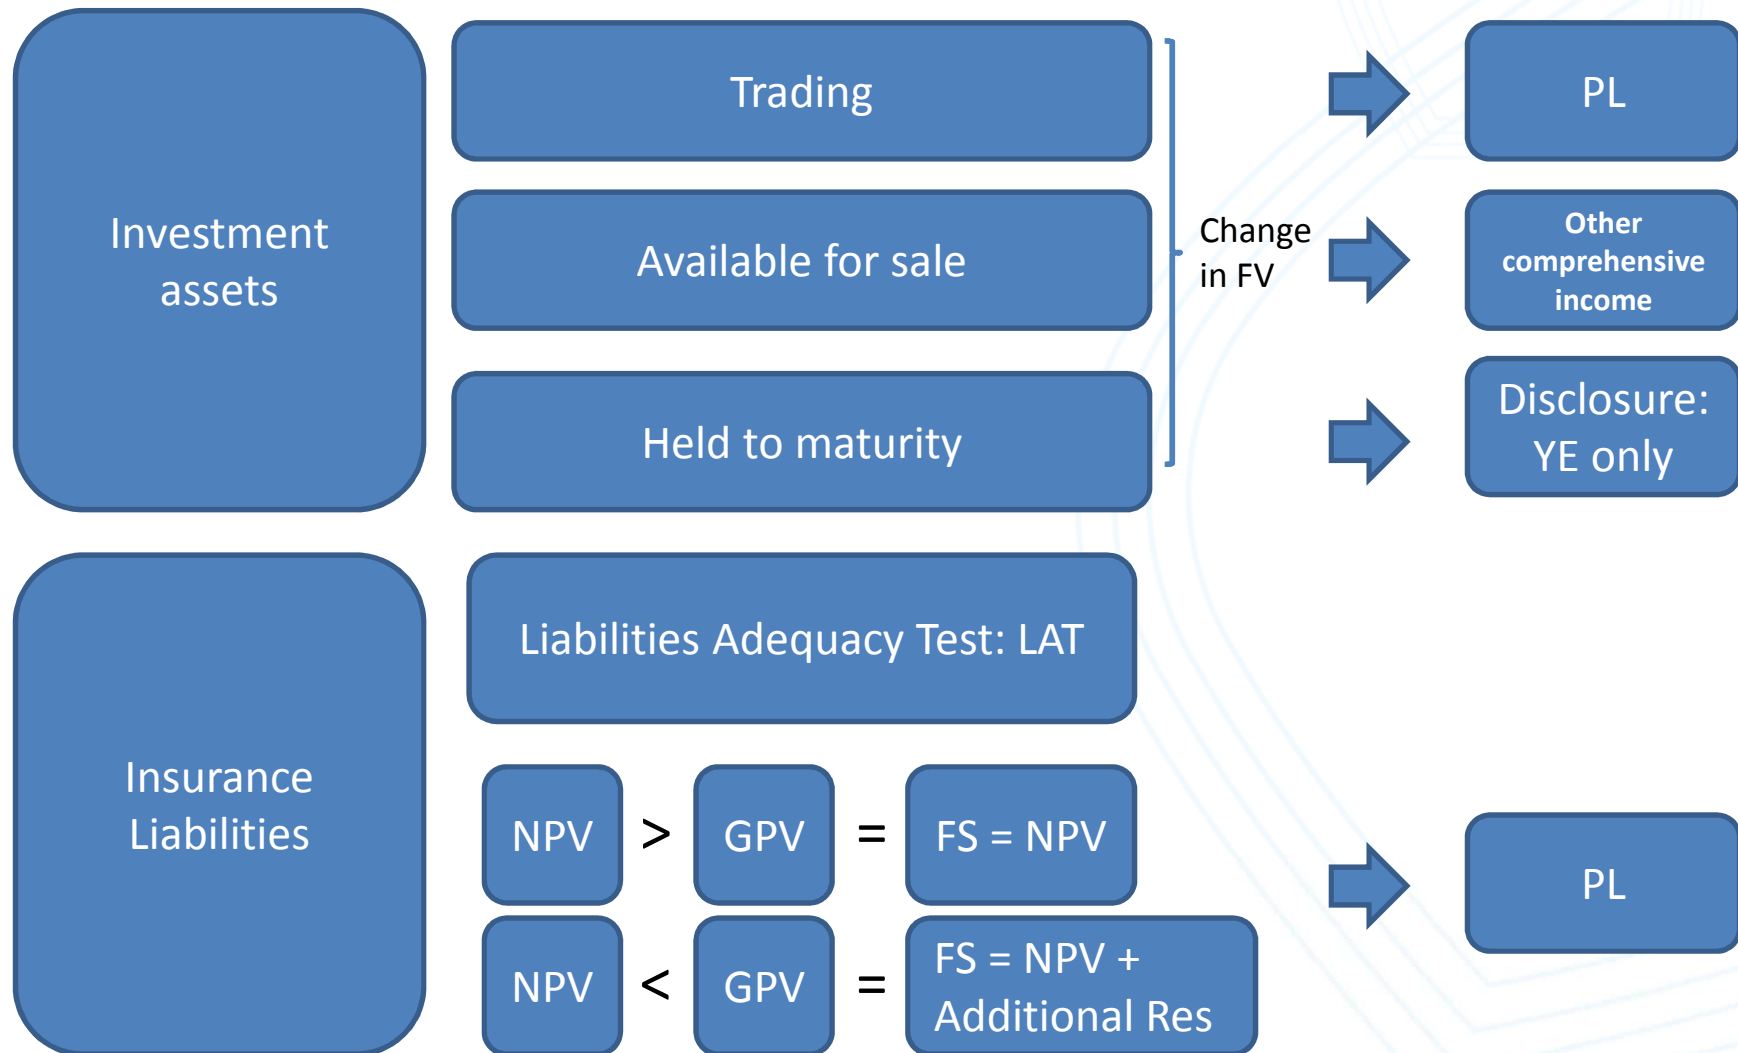 Investment
assets
Trading
Available for sale
Held to maturity
Change
in FV
PL
Other
comprehensive
income
Disclosure:
YE only
Insurance
Liabilities
Liabilities Adequacy Test: LAT
NPV > GPV = FS = NPV
NPV < GPV = FS = NPV +
Additional Res
PL